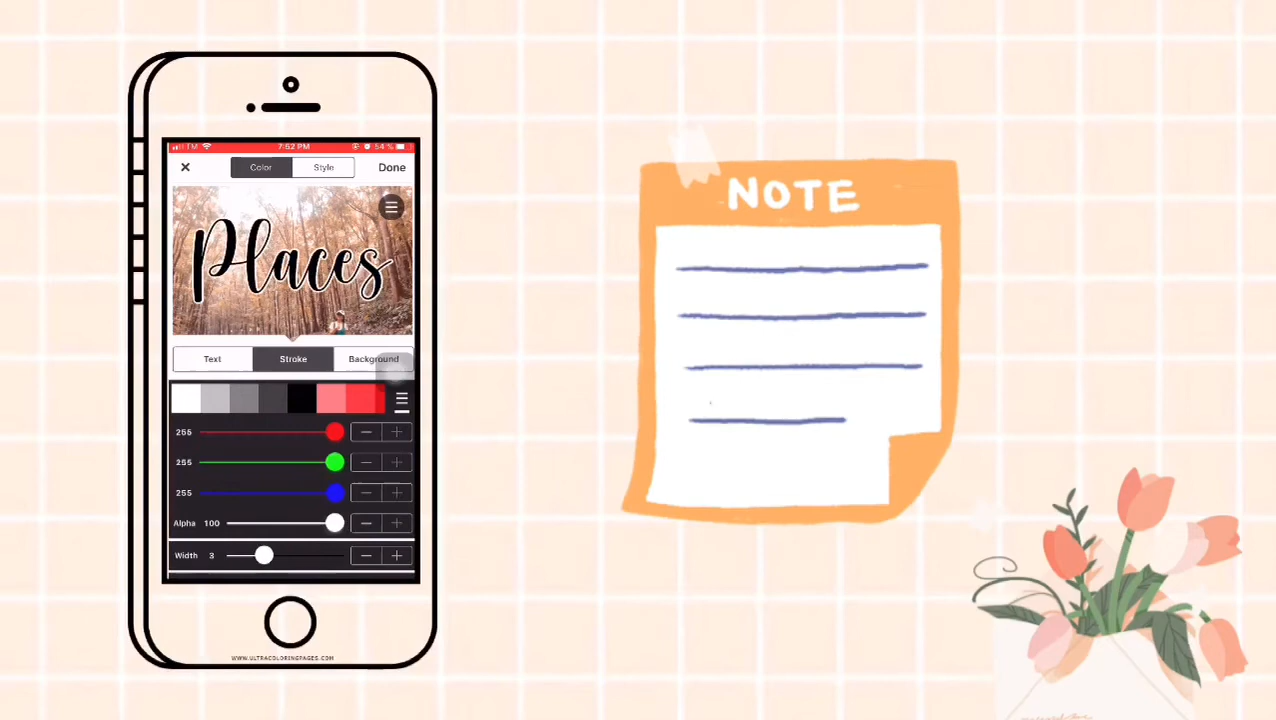 TM 7:52 PM 54 %
Color Style Done
Places
Text Stroke Background
255
255
255
Alpha 100
Width 3
WWW.ULTRACOLORINGPAGES.COM
NOTE